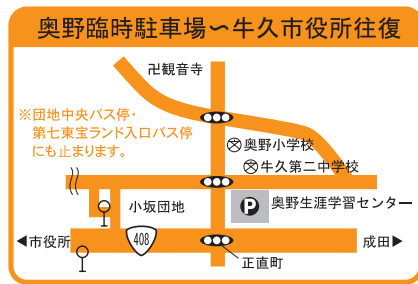 奥野臨時駐車場〜牛久市役所往復
卍観音寺
※団地中央バス停・
第七東宝ランド入口バス停
にも止まります。
奥野小学校
牛久第二中学校
小坂団地
P
奥野生涯学習センター
◀市役所
408
成田▶
正直町